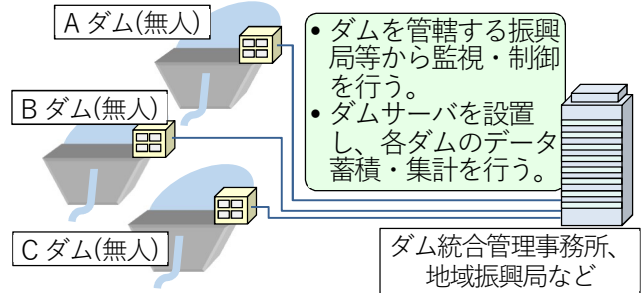 A ダム(無人)
• ダムを管轄する振興
局等から監視・制御
を行う。
• ダムサーバを設置
し、各ダムのデータ
蓄積・集計を行う。
B ダム(無人)
C ダム(無人)
ダム統合管理事務所、
地域振興局など